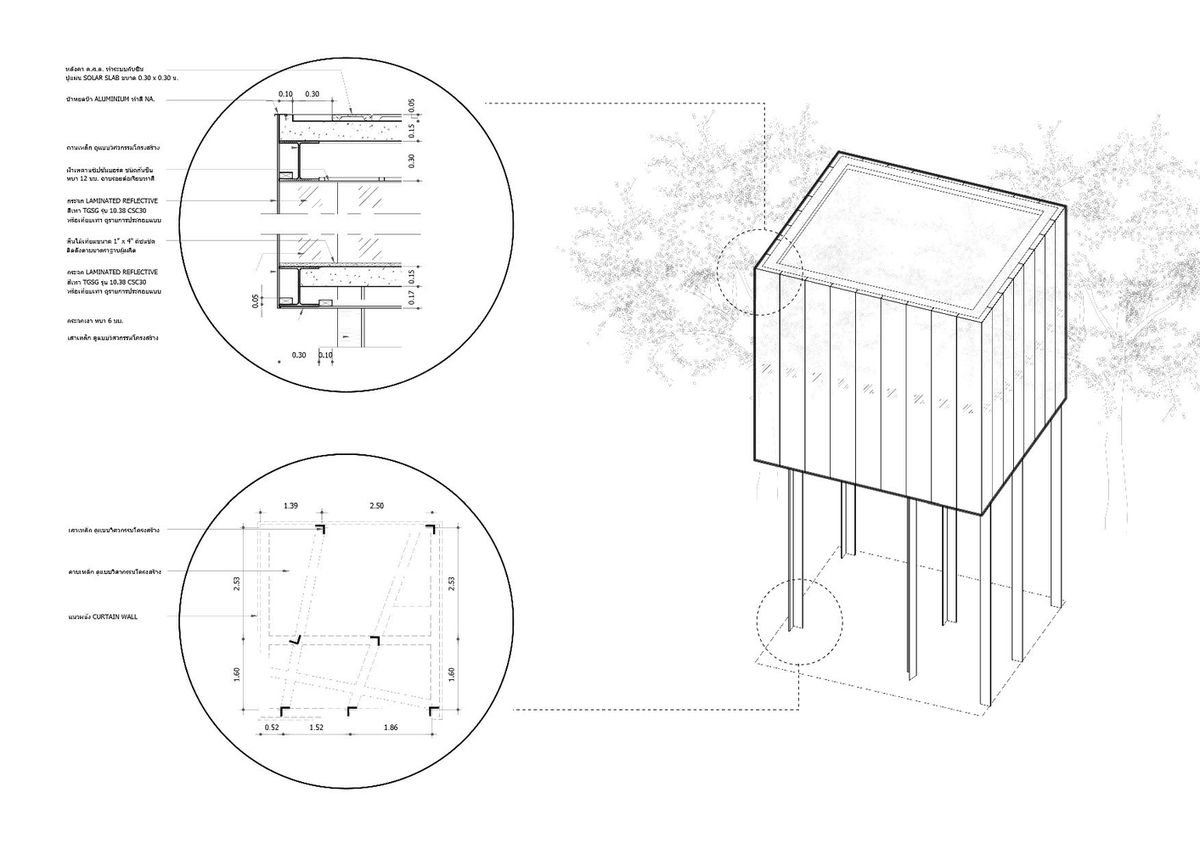 หลังคา ค.ส.ล. ทำระบบกันซึม
ปูแผ่น SOLAR SLAB ขนาด 0.30 x 0.30 ม.
ALUMINIUM ทำสี NA.
คานเหล็ก ดูแบบวิศวกรรมโครงสร้าง
ฝ้าเพดานยิปซั่มบอร์ด ชนิดกันชื้น
หนา 12 มม. ฉาบรอยต่อเรียบทาสี
กระจก LAMINATED REFLECTIVE
สีเทา TGSG รุ่น 10.38 CSC30
หรือเทียบเท่า ดูรายการประกอบแบบ
พื้นไม้เทียมขนาด 1" x 4"
ติดตั้งตามมาตรฐานผู้ผลิต
กระจก LAMINATED REFLECTIVE
สีเทา TGSG รุ่น 10.38 CSC30
หรือเทียบเท่า ดูรายการประกอบแบบ
กระจกเงา หนา 6 มม.
เสาเหล็ก ดูแบบวิศวกรรมโครงสร้าง
0.10 0.30
0.05
0.15
0.30
0.15
0.17
0.05
0.30 0.10
เสาเหล็ก ดูแบบวิศวกรรมโครงสร้าง
คานเหล็ก ดูแบบวิศวกรรมโครงสร้าง
แนวผนัง CURTAIN WALL
1.39 2.50
2.53 2.53
1.60 1.60
0.52 1.52 1.86